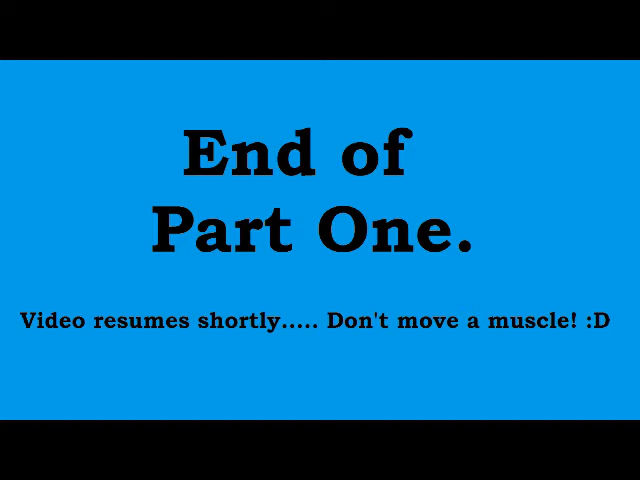 End of
Part One.
Video resumes shortly..... Don't move a muscle! :D